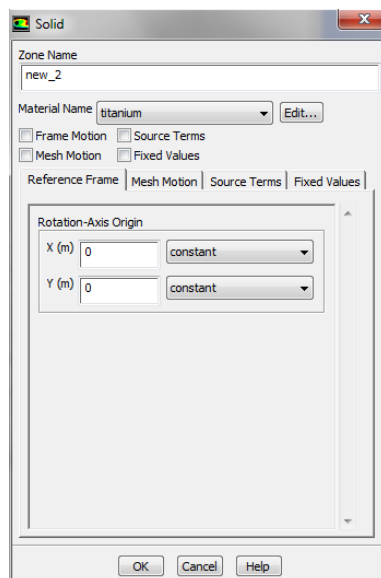 Solid
Zone Name
new_2
Material Name titanium Edit...
Frame Motion Source Terms
Mesh Motion Fixed Values
Reference Frame Mesh Motion Source Terms Fixed Values
Rotation-Axis Origin
X (m) 0 constant
Y (m) 0 constant
OK Cancel Help